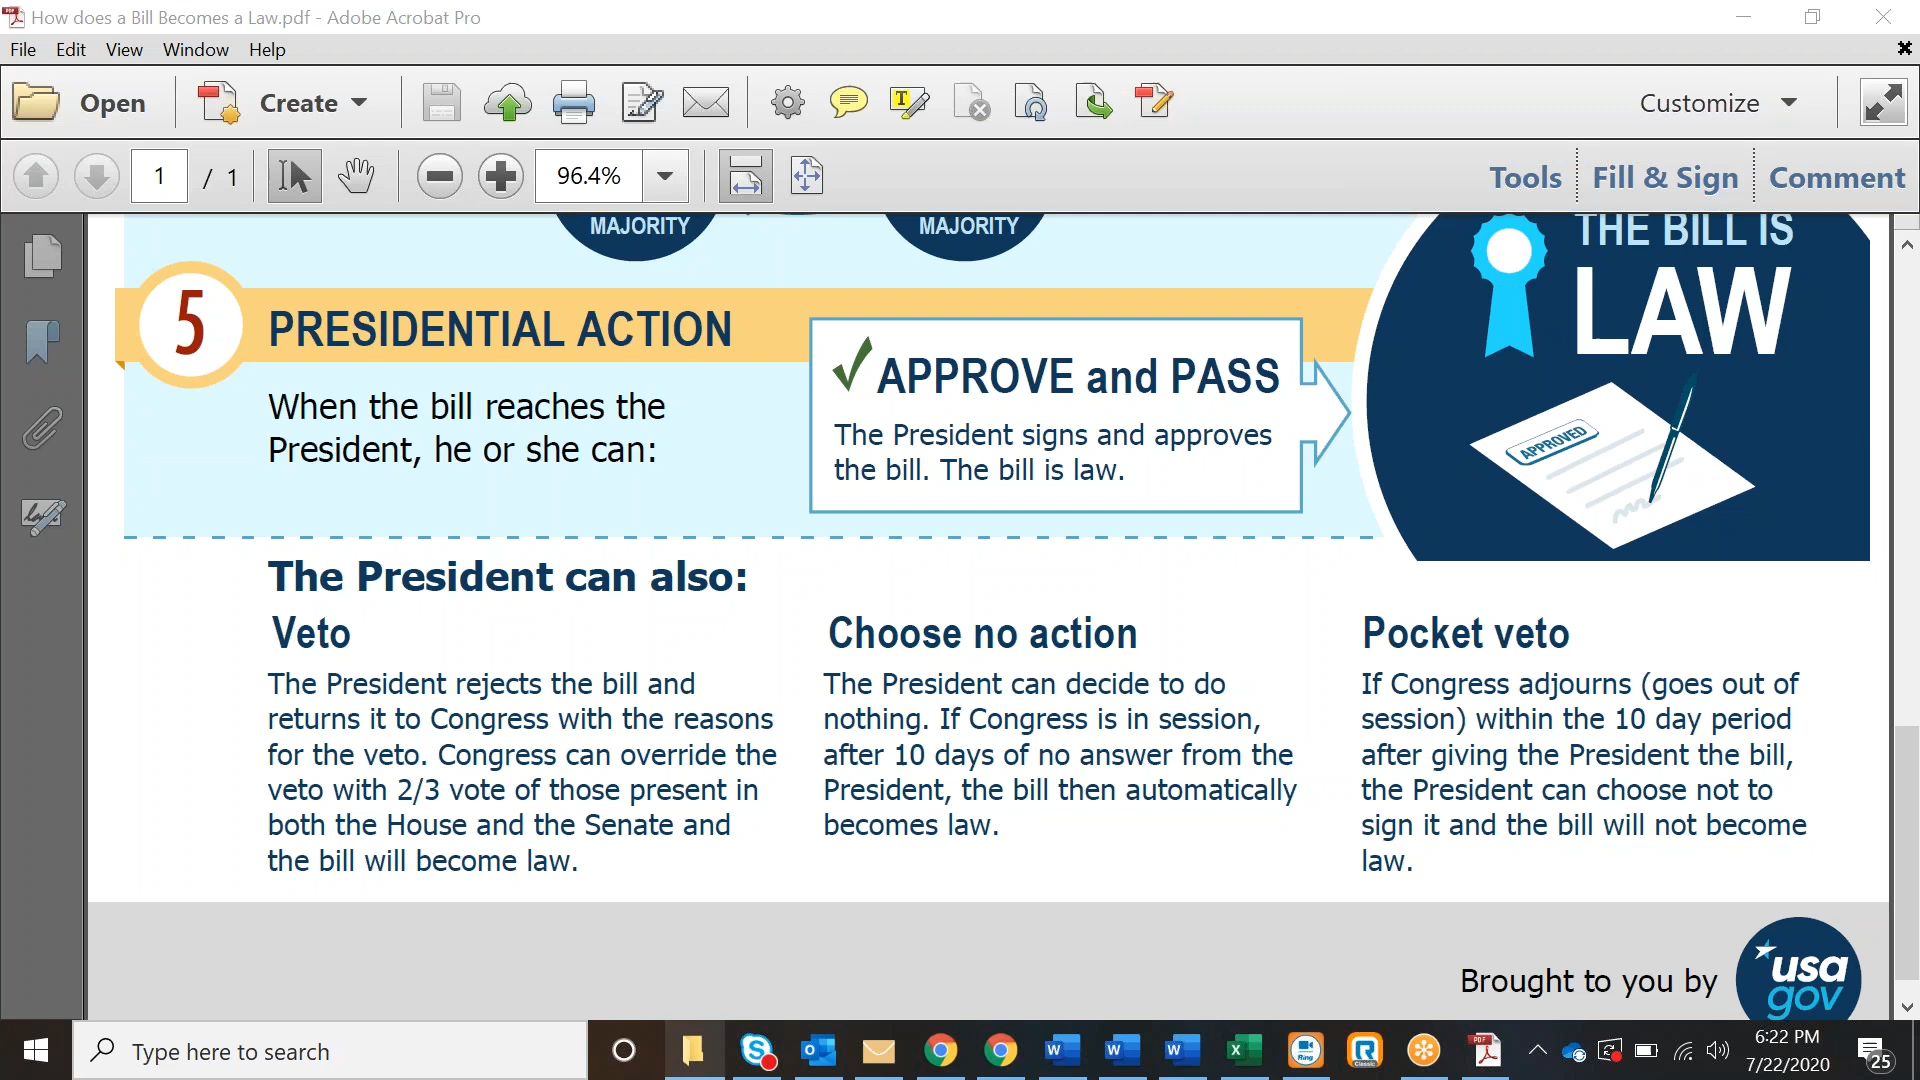 How does a Bill Becomes a Law.pdf - Adobe Acrobat Pro
File Edit View Window Help
Open Create Customize
1 / 1 96.4% Tools Fill & Sign Comment
MAJORITY MAJORITY
THE BILL IS
LAW
5 PRESIDENTIAL ACTION
When the bill reaches the
President, he or she can:
APPROVE and PASS
The President signs and approves
the bill. The bill is law.
APPROVED
The President can also:
Veto
The President rejects the bill and
returns it to Congress with the reasons
for the veto. Congress can override the
veto with 2/3 vote of those present in
both the House and the Senate and
the bill will become law.
Choose no action
The President can decide to do
nothing. If Congress is in session,
after 10 days of no answer from the
President, the bill then automatically
becomes law.
Pocket veto
If Congress adjourns (goes out of
session) within the 10 day period
after giving the President the bill,
the President can choose not to
sign it and the bill will not become
law.
Brought to you by
usa
gov
Type here to search
6:22 PM
7/22/2020
25